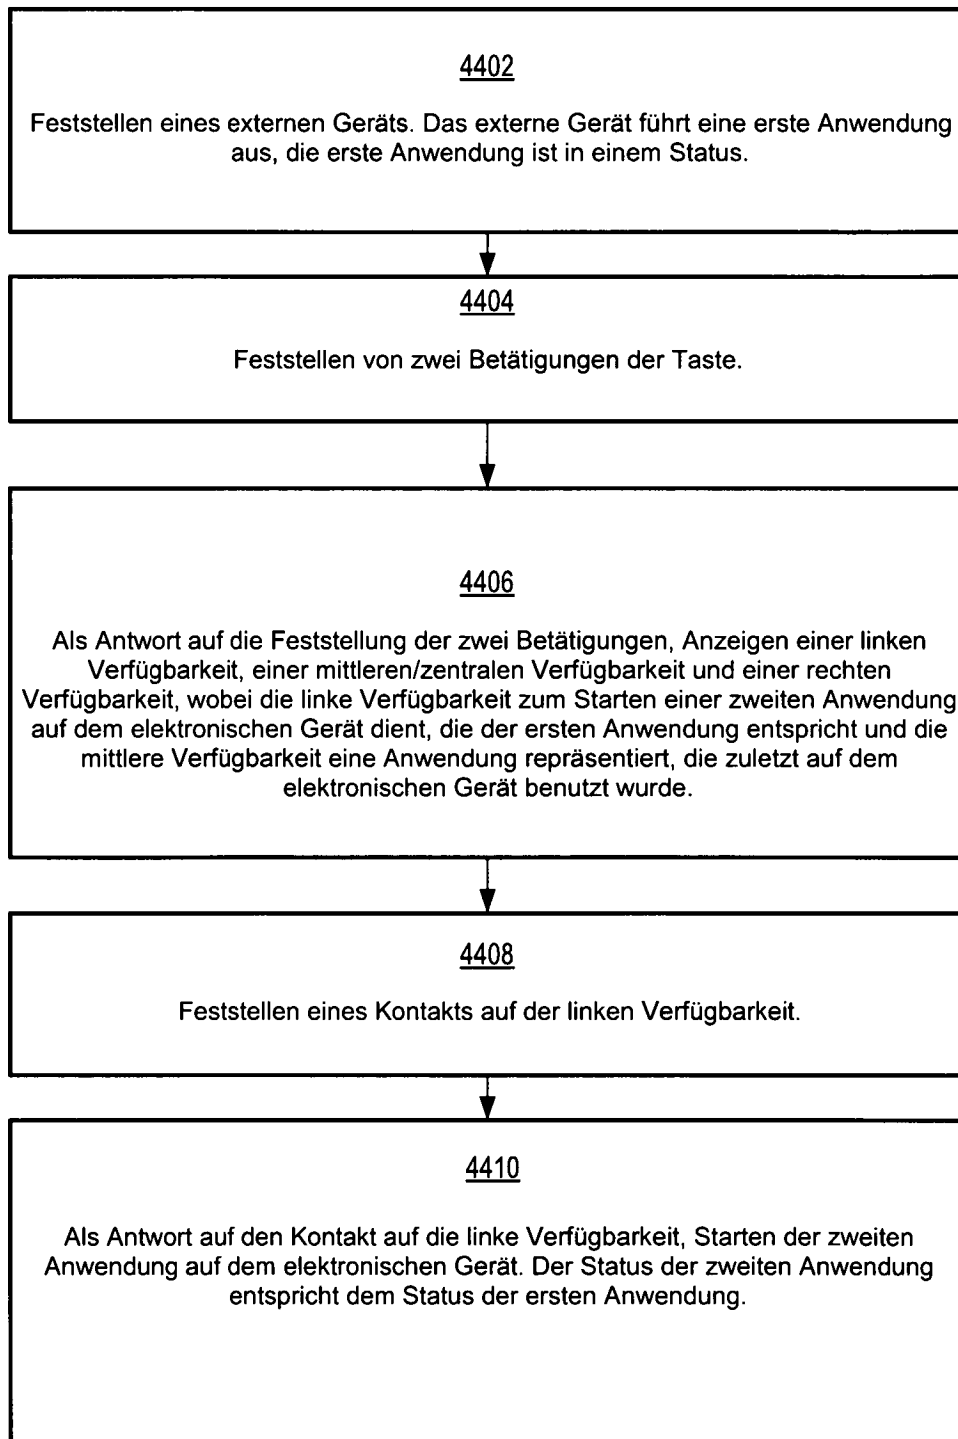 4402
Feststellen eines externen Geräts. Das externe Gerät führt eine erste Anwendung
aus, die erste Anwendung ist in einem Status.
4404
Feststellen von zwei Betätigungen der Taste.
4406
Als Antwort auf die Feststellung der zwei Betätigungen, Anzeigen einer linken
Verfügbarkeit, einer mittleren/zentralen Verfügbarkeit und einer rechten
Verfügbarkeit, wobei die linke Verfügbarkeit zum Starten einer zweiten Anwendung
auf dem elektronischen Gerät dient, die der ersten Anwendung entspricht und die
mittlere Verfügbarkeit eine Anwendung repräsentiert, die zuletzt auf dem
elektronischen Gerät benutzt wurde.
4408
Feststellen eines Kontakts auf der linken Verfügbarkeit.
4410
Als Antwort auf den Kontakt auf die linke Verfügbarkeit, Starten der zweiten
Anwendung auf dem elektronischen Gerät. Der Status der zweiten Anwendung
entspricht dem Status der ersten Anwendung.